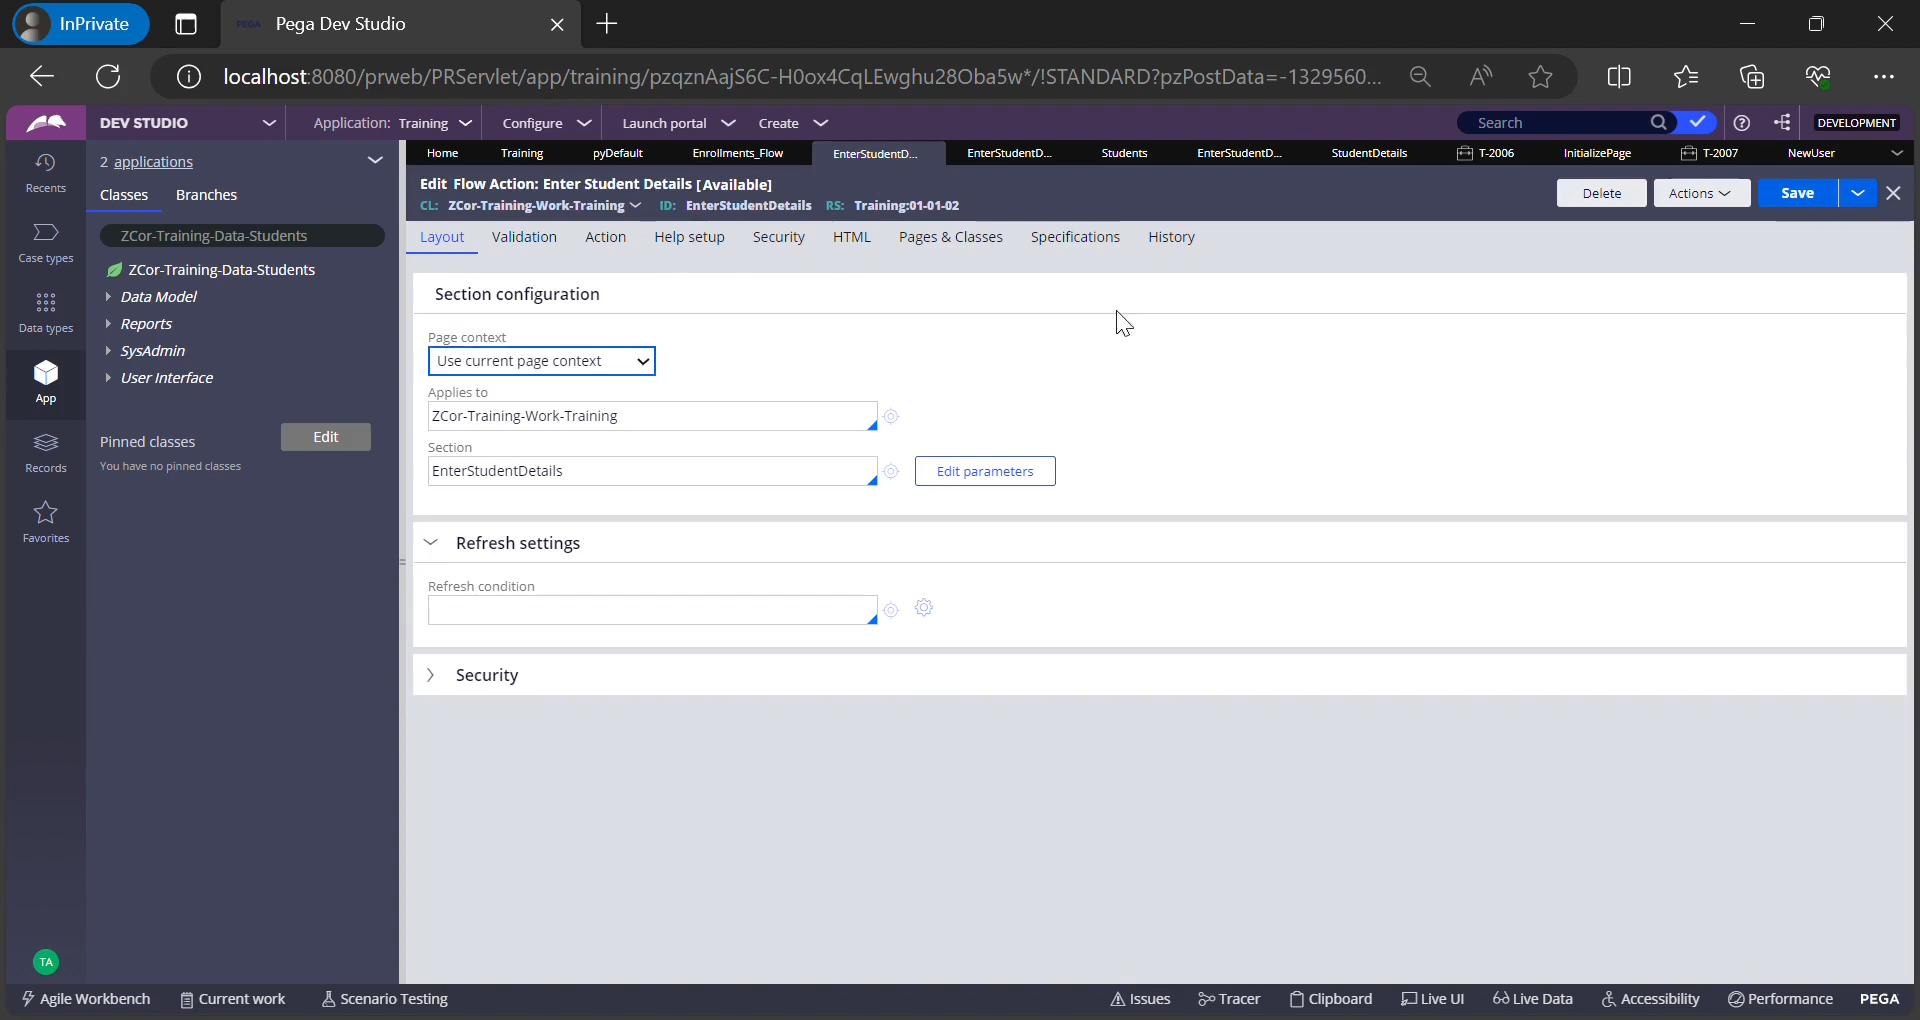 InPrivate
PEGA Pega Dev Studio
localhost:8080/prweb/PRServlet/app/training/pzqznAajS6C-H0ox4CqLEwghu28Oba5w*/!STANDARD?pzPostData=-1329560...
DEV STUDIO
Application: Training
Configure
Launch portal
Create
Search
DEVELOPMENT
Recents
Case types
Data types
App
Records
Favorites
TA
2 applications
Classes Branches
ZCor-Training-Data-Students
ZCor-Training-Data-Students
Data Model
Reports
SysAdmin
User Interface
Pinned classes
Edit
You have no pinned classes
Home Training pyDefault Enrollments_Flow EnterStudentD... EnterStudentD... Students EnterStudentD... StudentDetails T-2006 InitializePage T-2007 NewUser
Edit Flow Action: Enter Student Details [Available]
CL: ZCor-Training-Work-Training ID: EnterStudentDetails RS: Training:01-01-02
Delete Actions Save
Layout Validation Action Help setup Security HTML Pages & Classes Specifications History
Section configuration
Page context
Use current page context
Applies to
ZCor-Training-Work-Training
Section
EnterStudentDetails
Edit parameters
Refresh settings
Refresh condition
Security
Agile Workbench Current work Scenario Testing Issues Tracer Clipboard Live UI Live Data Accessibility Performance PEGA